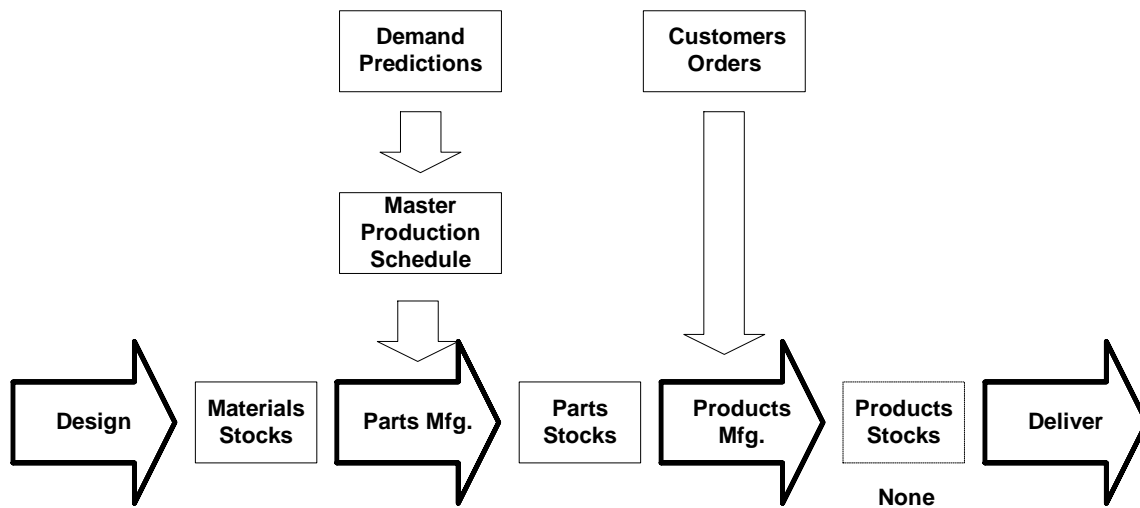 Demand
Predictions
Customers
Orders
Master
Production
Schedule
Design
Materials
Stocks
Parts Mfg.
Parts
Stocks
Products
Mfg.
Products
Stocks
Deliver
None